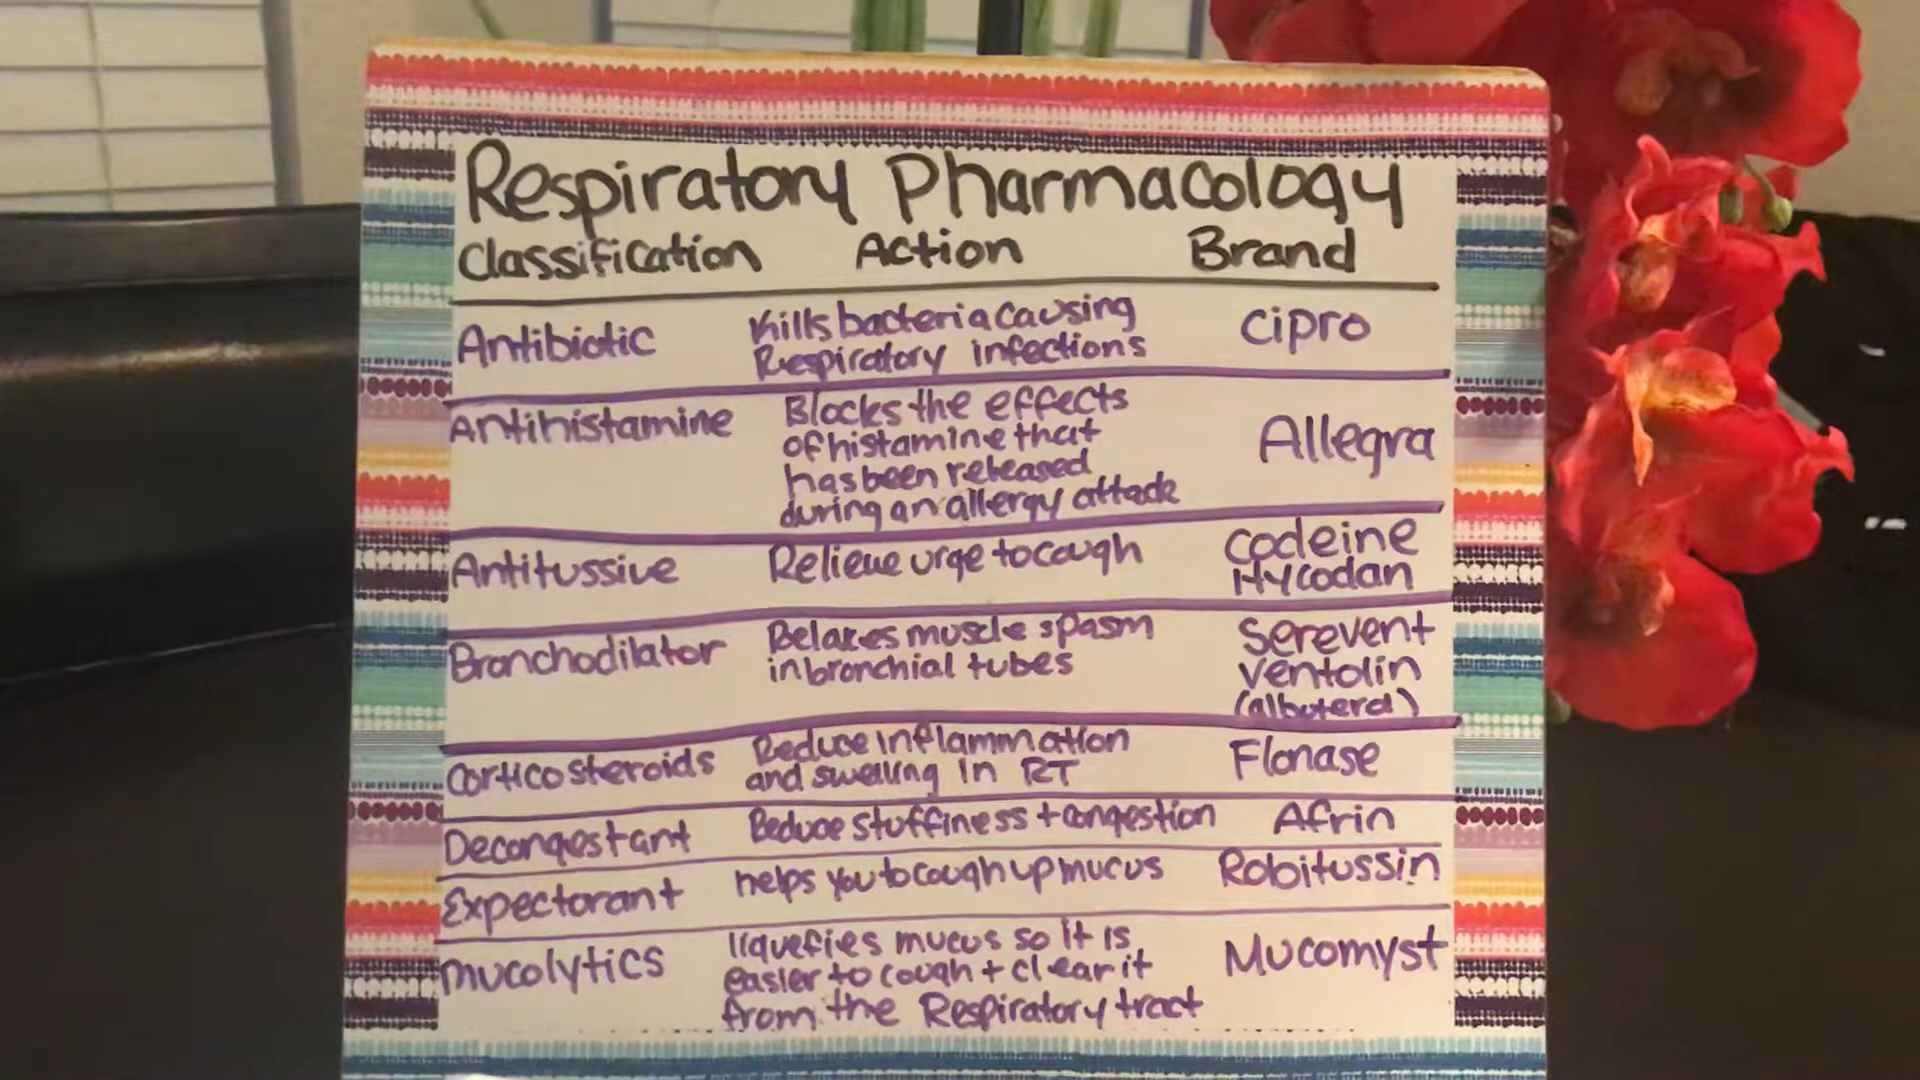 Respiratory Pharmacology
Classification Action Brand
Antibiotic Kills bacteria causing Cipro
Respiratory infections
Antihistamine Blocks the effects
of histamine that Allegra
has been released
during an allergy attack
Antitussive Relieve urge to cough Codeine
Hycodan
Bronchodilator Relaxes muscle spasm Serevent
in bronchial tubes Ventolin
(albuterol)
Corticosteroids Reduce inflammation Flonase
and swelling in RT
Decongestant Reduce stuffiness + congestion Afrin
Expectorant helps you to cough up mucus Robitussin
Mucolytics liquefies mucus so it is Mucomyst
easier to cough + clear it
from the Respiratory tract